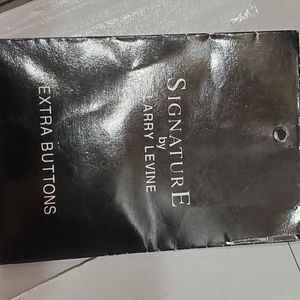 SIGNATURE
by
LARRY LEVINE
EXTRA BUTTONS